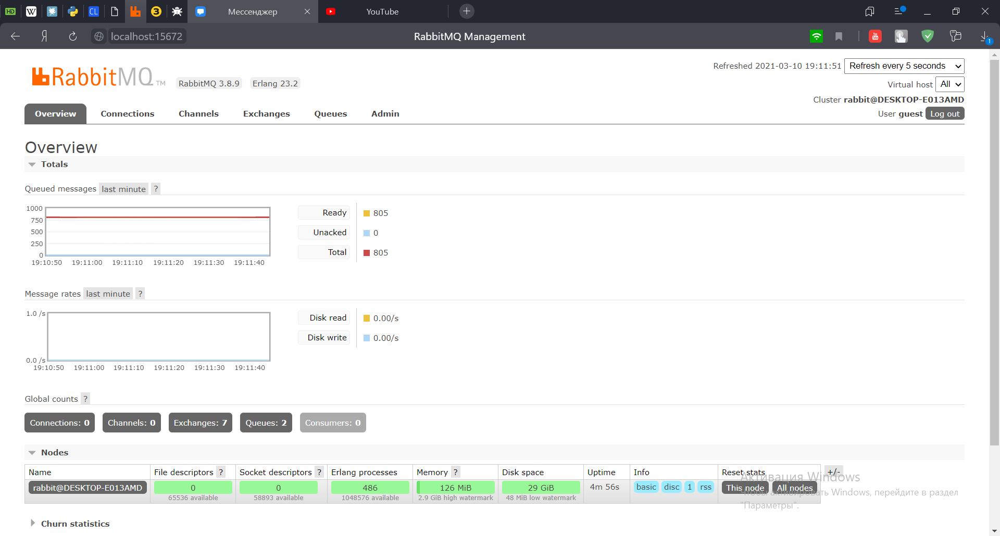 HD W CL 3 Мессенджер YouTube
Я localhost:15672 RabbitMQ Management You Tube 1
RabbitMQ TM RabbitMQ 3.8.9 Erlang 23.2
Refreshed 2021-03-10 19:11:51 Refresh every 5 seconds
Virtual host All
Cluster rabbit@DESKTOP-E013AMD
User guest Log out
Overview Connections Channels Exchanges Queues Admin
Overview
Totals
Queued messages last minute ?
1000
750
500
250
0
19:10:50 19:11:00 19:11:10 19:11:20 19:11:30 19:11:40
Ready 805
Unacked 0
Total 805
Message rates last minute ?
1.0 /s
0.0 /s
19:10:50 19:11:00 19:11:10 19:11:20 19:11:30 19:11:40
Disk read 0.00/s
Disk write 0.00/s
Global counts ?
Connections: 0 Channels: 0 Exchanges: 7 Queues: 2 Consumers: 0
Nodes
Name File descriptors ? Socket descriptors ? Erlang processes Memory ? Disk space Uptime Info Reset stats +/-
rabbit@DESKTOP-E013AMD 0 0 486 126 MiB 29 GiB 4m 56s basic disc 1 rss This node All nodes
65536 available 58893 available 1048576 available 2.9 GiB high watermark 48 MiB low watermark
Активация Windows
Чтобы активировать Windows, перейдите в раздел
"Параметры".
Churn statistics